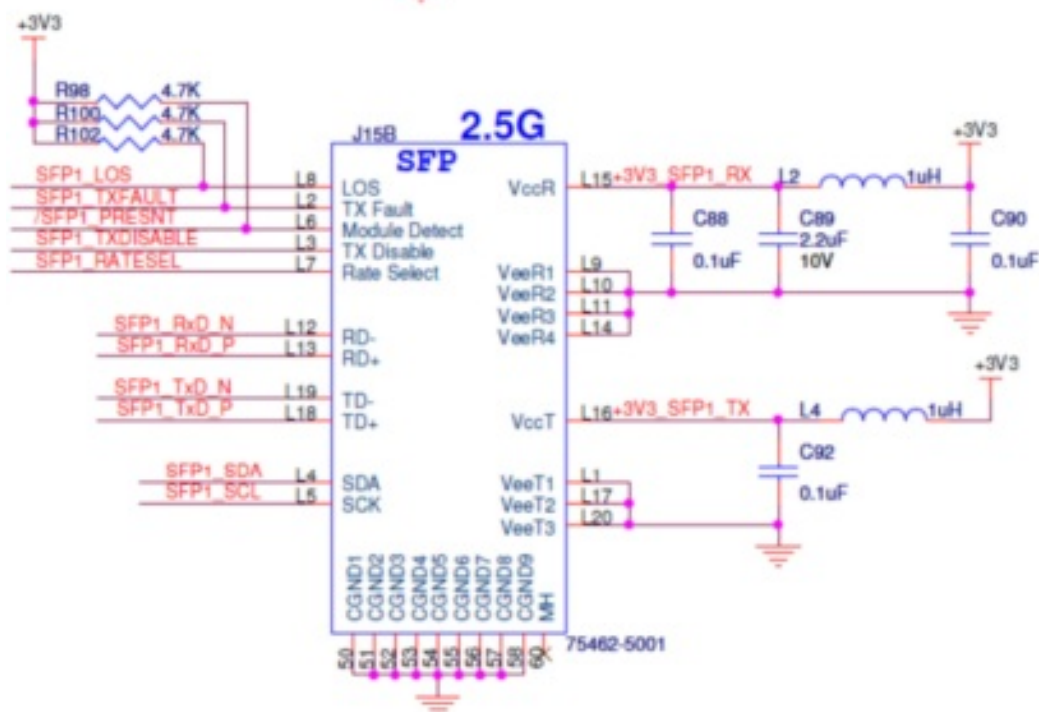 +3V3
R98 4.7K
R100 4.7K
R102 4.7K
2.5G
J15B
SFP
+3V3
SFP1_LOS L8 LOS
SFP1_TXFAULT L2 TX Fault
/SFP1_PRESNT L6 Module Detect
SFP1_TXDISABLE L3 TX Disable
SFP1_RATESEL L7 Rate Select
VccR L15 +3V3_SFP1_RX L2 1uH
C88 0.1uF
C89 2.2uF 10V
C90 0.1uF
VeeR1 L9
VeeR2 L10
VeeR3 L11
VeeR4 L14
SFP1_RxD_N L12 RD-
SFP1_RxD_P L13 RD+
SFP1_TxD_N L19 TD-
SFP1_TxD_P L18 TD+
+3V3
VccT L16 +3V3_SFP1_TX L4 1uH
C92 0.1uF
SFP1_SDA L4 SDA
SFP1_SCL L5 SCK
VeeT1 L1
VeeT2 L17
VeeT3 L20
CGND1 CGND2 CGND3 CGND4 CGND5 CGND6 CGND7 CGND8 CGND9 MH
50 51 52 53 54 55 56 57 58 60
75462-5001